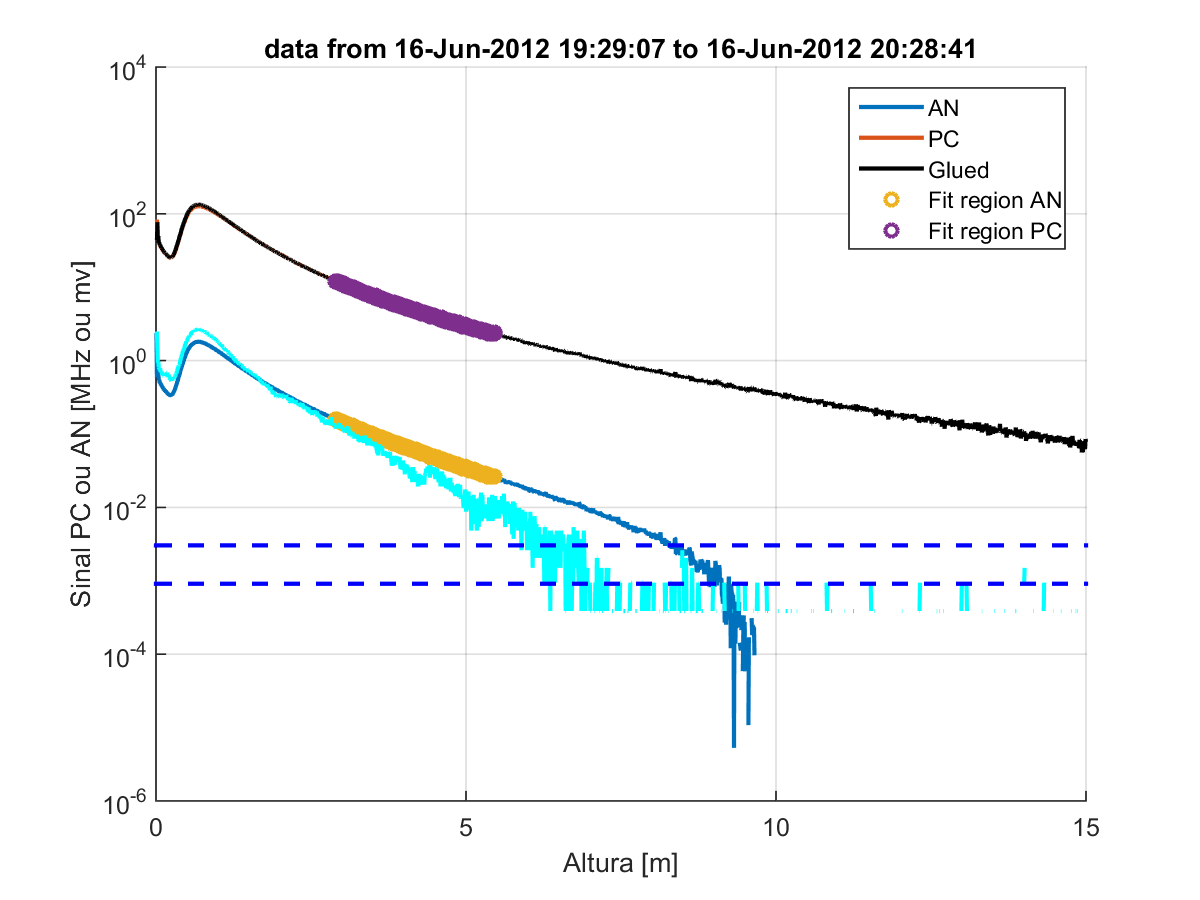 data from 16-Jun-2012 19:29:07 to 16-Jun-2012 20:28:41
AN
PC
Glued
Fit region AN
Fit region PC
Sinal PC ou AN [MHz ou mv]
10^4
10^2
10^0
10^-2
10^-4
10^-6
0 5 10 15
Altura [m]